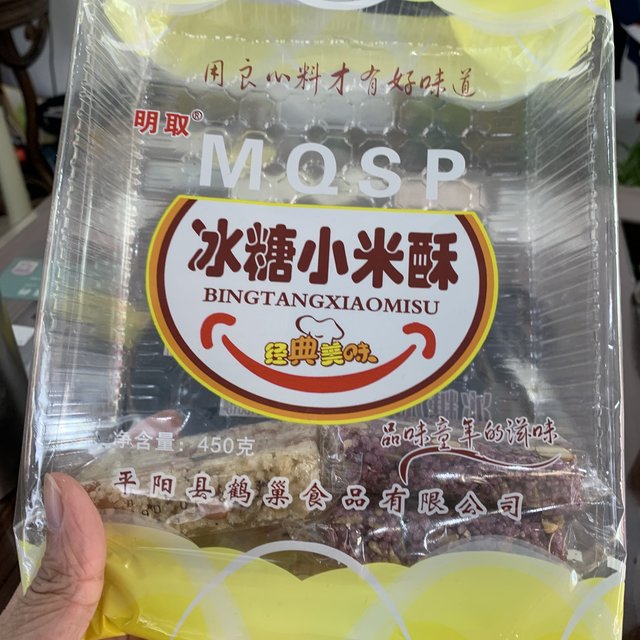 用良心料才有好味道
明取®
MQSP
冰糖小米酥
BINGTANGXIAOMISU
经典美味
品味童年的滋味
净含量：450克
平阳县鹤巢食品有限公司